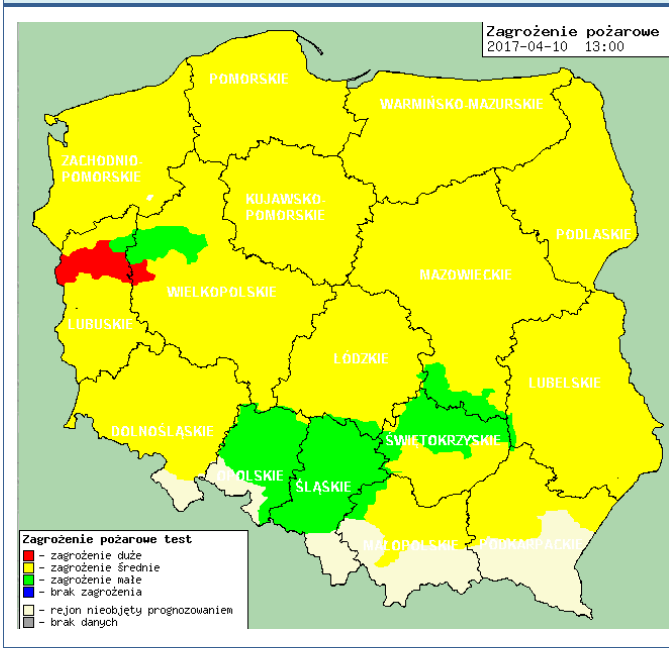 Zagrożenie pożarowe
2017-04-10 13:00
POMORSKIE
WARMIŃSKO-MAZURSKIE
ZACHODNIO-
POMORSKIE
KUJAWSKO-
POMORSKIE
PODLASKIE
MAZOWIECKIE
WIELKOPOLSKIE
LUBUSKIE
ŁÓDZKIE
LUBELSKIE
DOLNOŚLĄSKIE
ŚWIĘTOKRZYSKIE
OPOLSKIE
ŚLĄSKIE
MAŁOPOLSKIE
PODKARPACKIE
Zagrożenie pożarowe test
- zagrożenie duże
- zagrożenie średnie
- zagrożenie małe
- brak zagrożenia
- rejon nieobjęty prognozowaniem
- brak danych